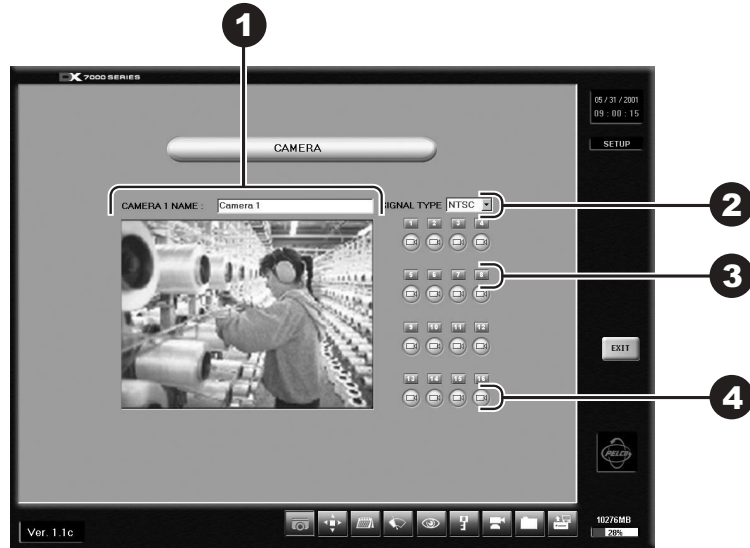 1
DX 7000 SERIES
05 / 31 / 2001
09 : 00 : 15
SETUP
CAMERA
CAMERA 1 NAME : Camera 1
SIGNAL TYPE NTSC
2
1 2 3 4
3
5 6 7 8
9 10 11 12
EXIT
13 14 15 16
4
PELCO
Ver. 1.1c
10276MB
28%